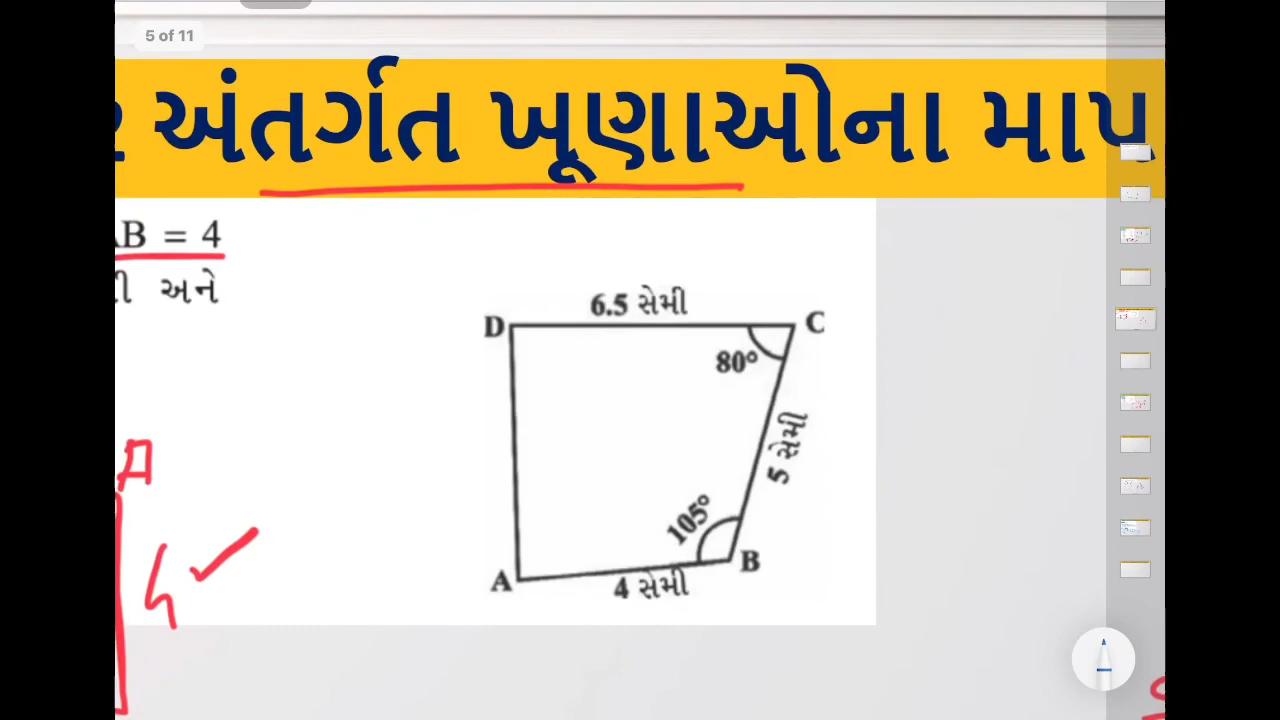 5 of 11
અંતર્ગત ખૂણાઓના માપ
AB = 4
અને
6.5 સેમી
D
C
80°
5 સેમી
105°
A
B
4 સેમી